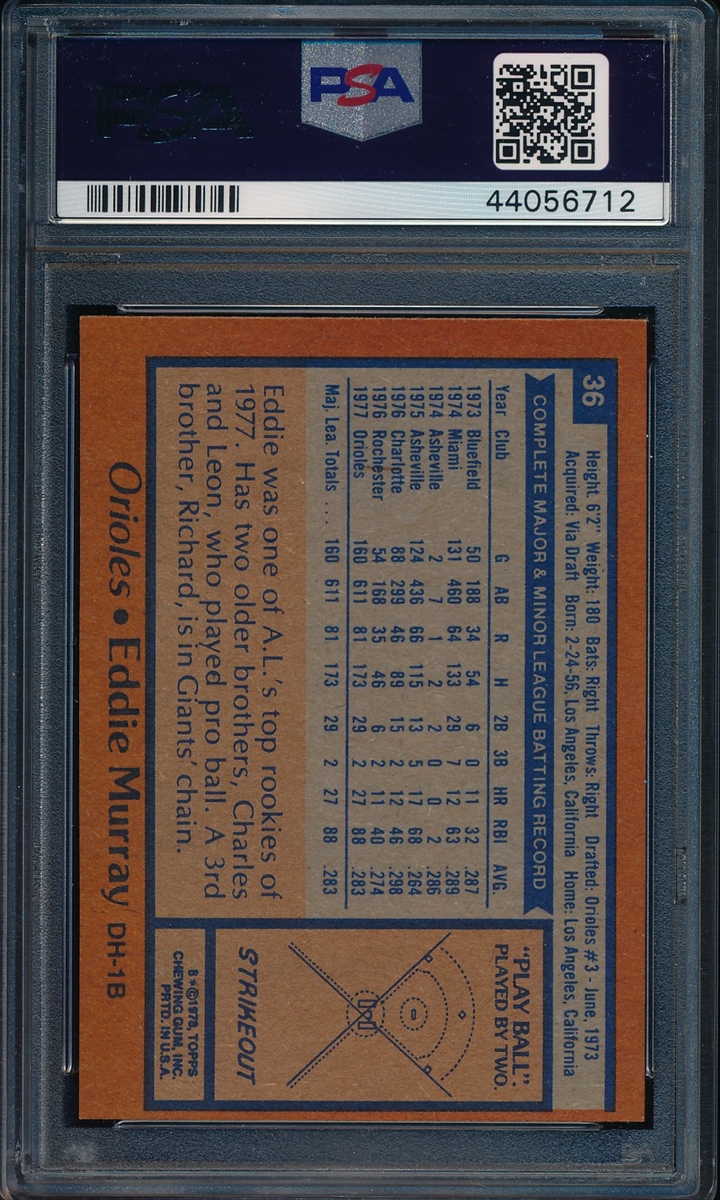 PSA
44056712
36
Height. 6'2" Weight: 180 Bats: Right Throws: Right Drafted: Orioles #3 - June, 1973
Acquired: Via Draft Born: 2-24-56, Los Angeles, California Home: Los Angeles, California
COMPLETE MAJOR & MINOR LEAGUE BATTING RECORD
Year Club G AB R H 2B 3B HR RBI AVG.
1973 Bluefield 50 188 34 54 6 0 11 32 .287
1974 Miami 131 460 64 133 29 7 12 63 .289
1974 Asheville 2 7 1 2 2 0 0 2 .286
1975 Asheville 124 436 66 115 13 5 17 68 .264
1976 Charlotte 88 299 46 89 15 2 12 46 .298
1976 Rochester 54 168 35 46 6 2 11 40 .274
1977 Orioles 160 611 81 173 29 2 27 88 .283
Maj. Lea. Totals ... 160 611 81 173 29 2 27 88 .283
Eddie was one of A.L.'s top rookies of
1977. Has two older brothers, Charles
and Leon, who played pro ball. A 3rd
brother, Richard, is in Giants' chain.
"PLAY BALL".
PLAYED BY TWO.
STRIKEOUT
B*©1978, TOPPS
CHEWING GUM, INC.
PRTD. IN U.S.A.
Orioles • Eddie Murray DH-1B